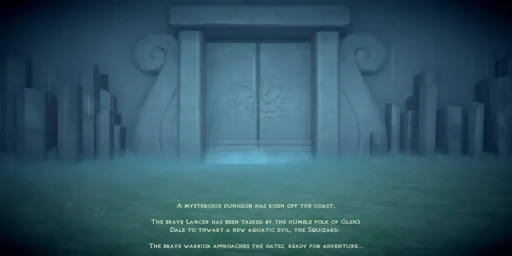 A mysterious dungeon has risen off the coast.
The brave Lancer has been tasked by the humble folk of Glen's
Dale to thwart a new aquatic evil, the Squizard.
The brave warrior approaches the gates, ready for adventure...